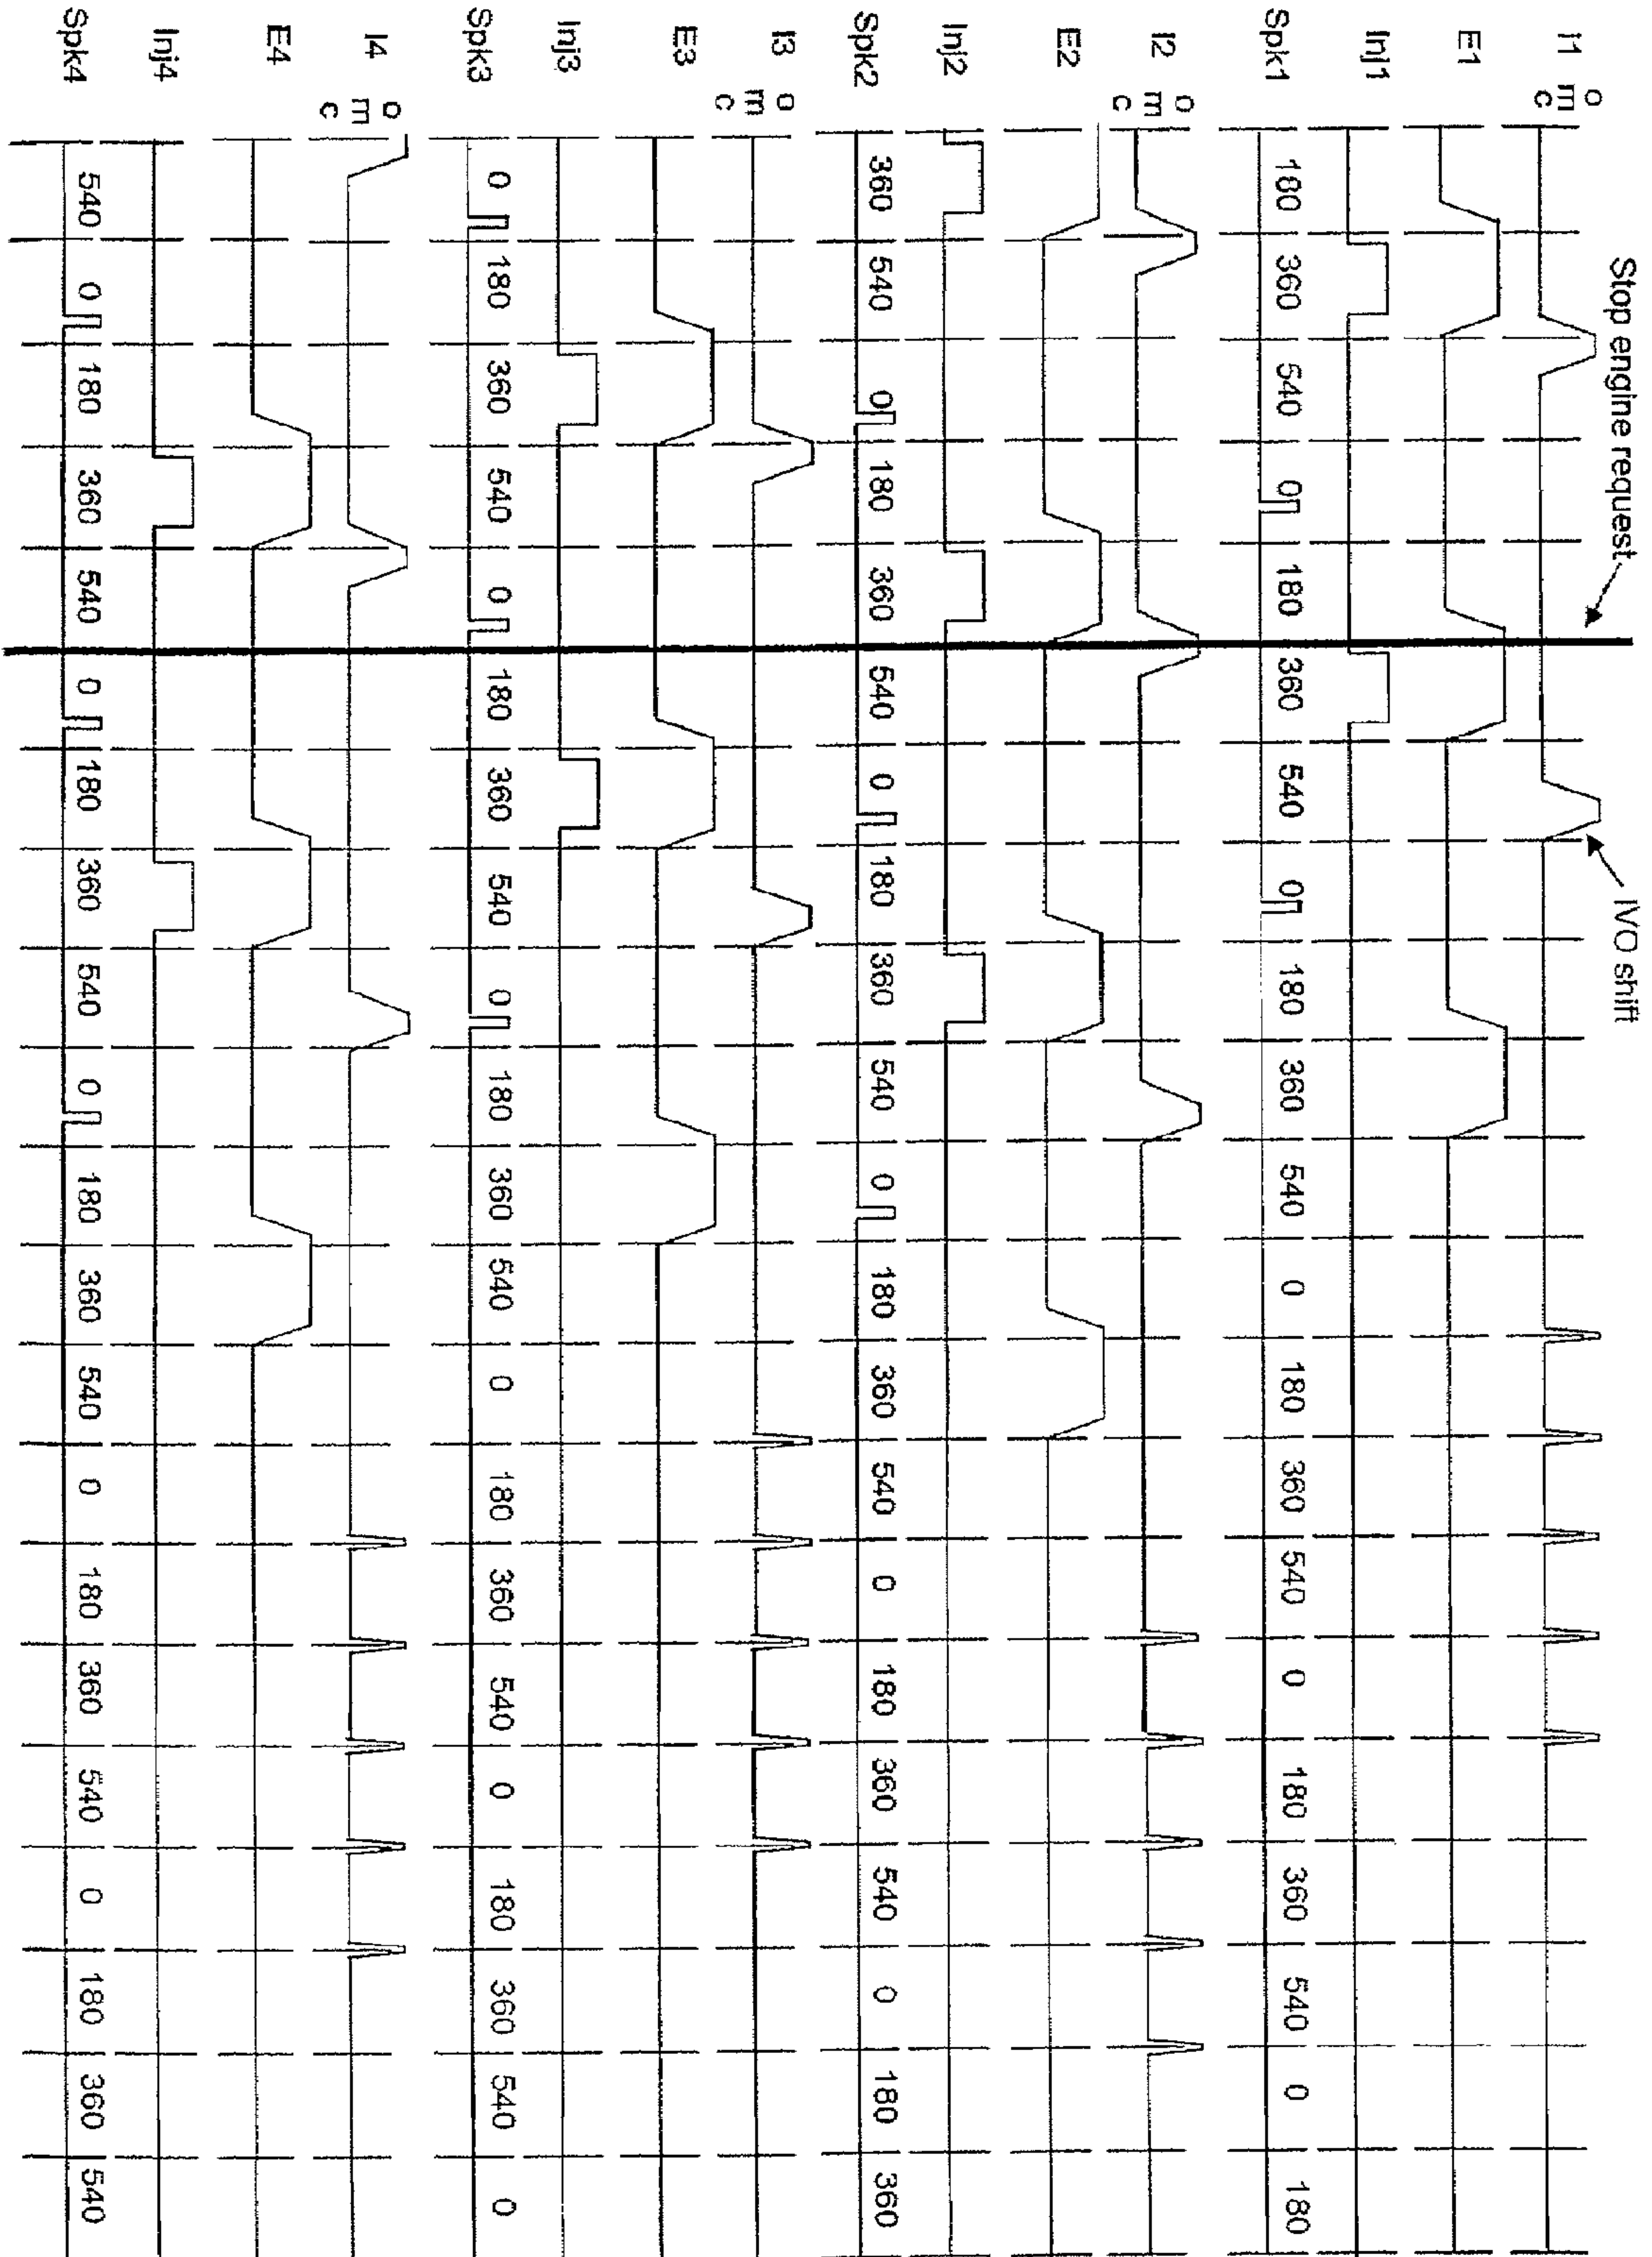 Stop engine request
IVO shift
I1
o
m
c
E1
Inj1
Spk1
180 360 540 0 180 360 540 0 180 360 540 0 180 360 540 0 180 360 540 0 180
I2
o
m
c
E2
Inj2
Spk2
360 540 0 180 360 540 0 180 360 540 0 180 360 540 0 180 360 540 0 180 360
I3
o
m
c
E3
Inj3
Spk3
0 180 360 540 0 180 360 540 0 180 360 540 0 180 360 540 0 180 360 540 0
I4
o
m
c
E4
Inj4
Spk4
540 0 180 360 540 0 180 360 540 0 180 360 540 0 180 360 540 0 180 360 540